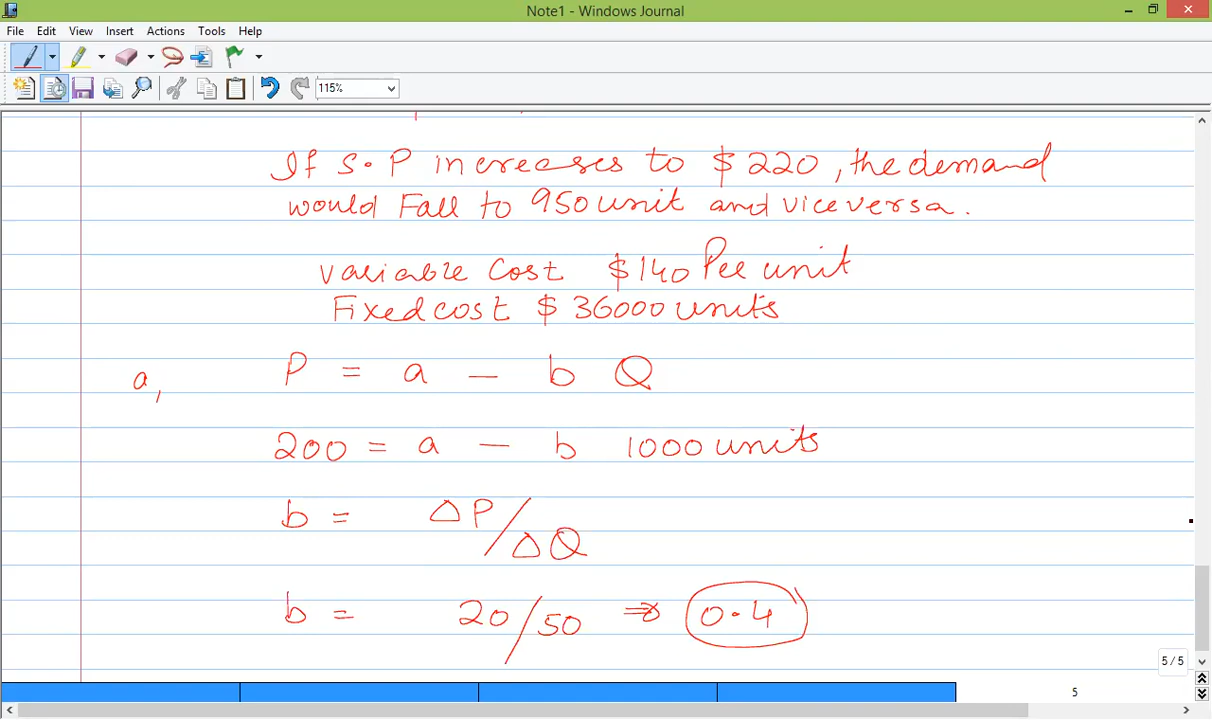 Note1 - Windows Journal
File Edit View Insert Actions Tools Help
115%
If S.P increases to $ 220, the demand
would Fall to 950 unit and vice versa.
variable Cost $140 Per unit
Fixed cost $ 36000 units
a, P = a - b Q
200 = a - b 1000 units
b = ΔP/ΔQ
b = 20/50 ⇒ 0.4
5 / 5
5